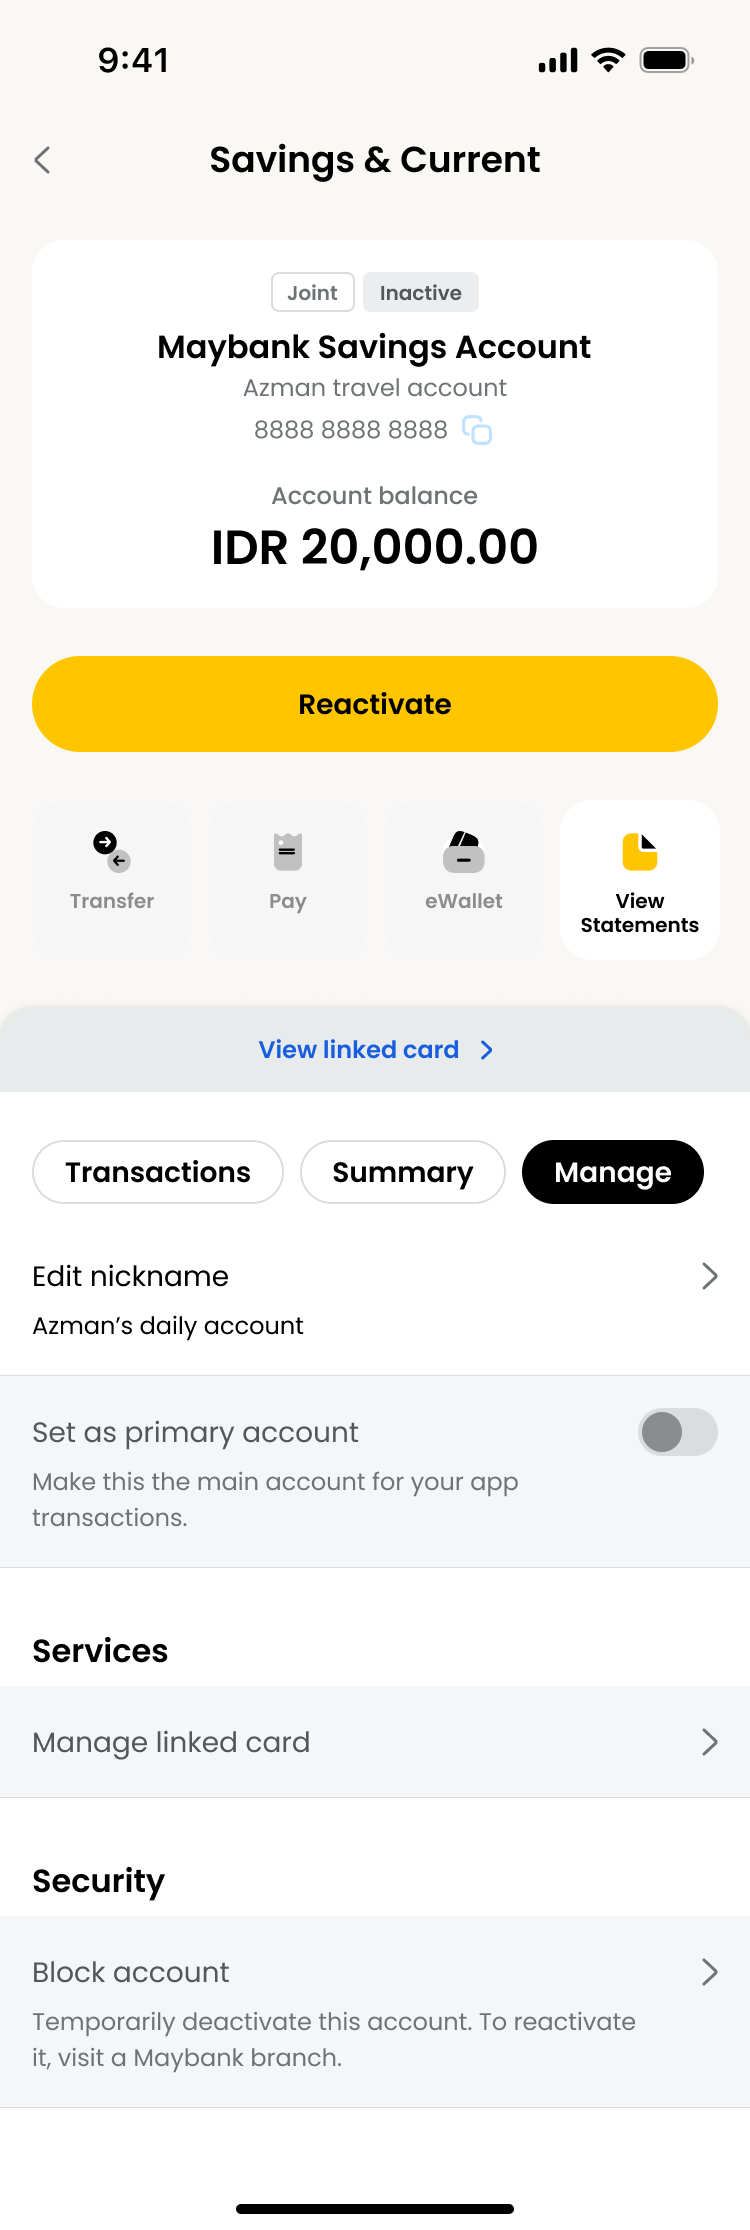 9:41
Savings & Current
Joint
Inactive
Maybank Savings Account
Azman travel account
8888 8888 8888
Account balance
IDR 20,000.00
Reactivate
Transfer
Pay
eWallet
View
Statements
View linked card
Transactions
Summary
Manage
Edit nickname
Azman’s daily account
Set as primary account
Make this the main account for your app
transactions.
Services
Manage linked card
Security
Block account
Temporarily deactivate this account. To reactivate
it, visit a Maybank branch.